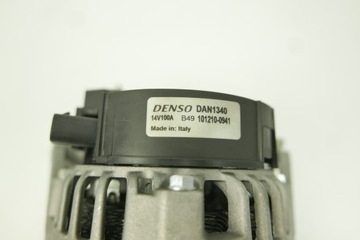 DENSO DAN1340
14V100A B49 101210-0941
Made in: Italy